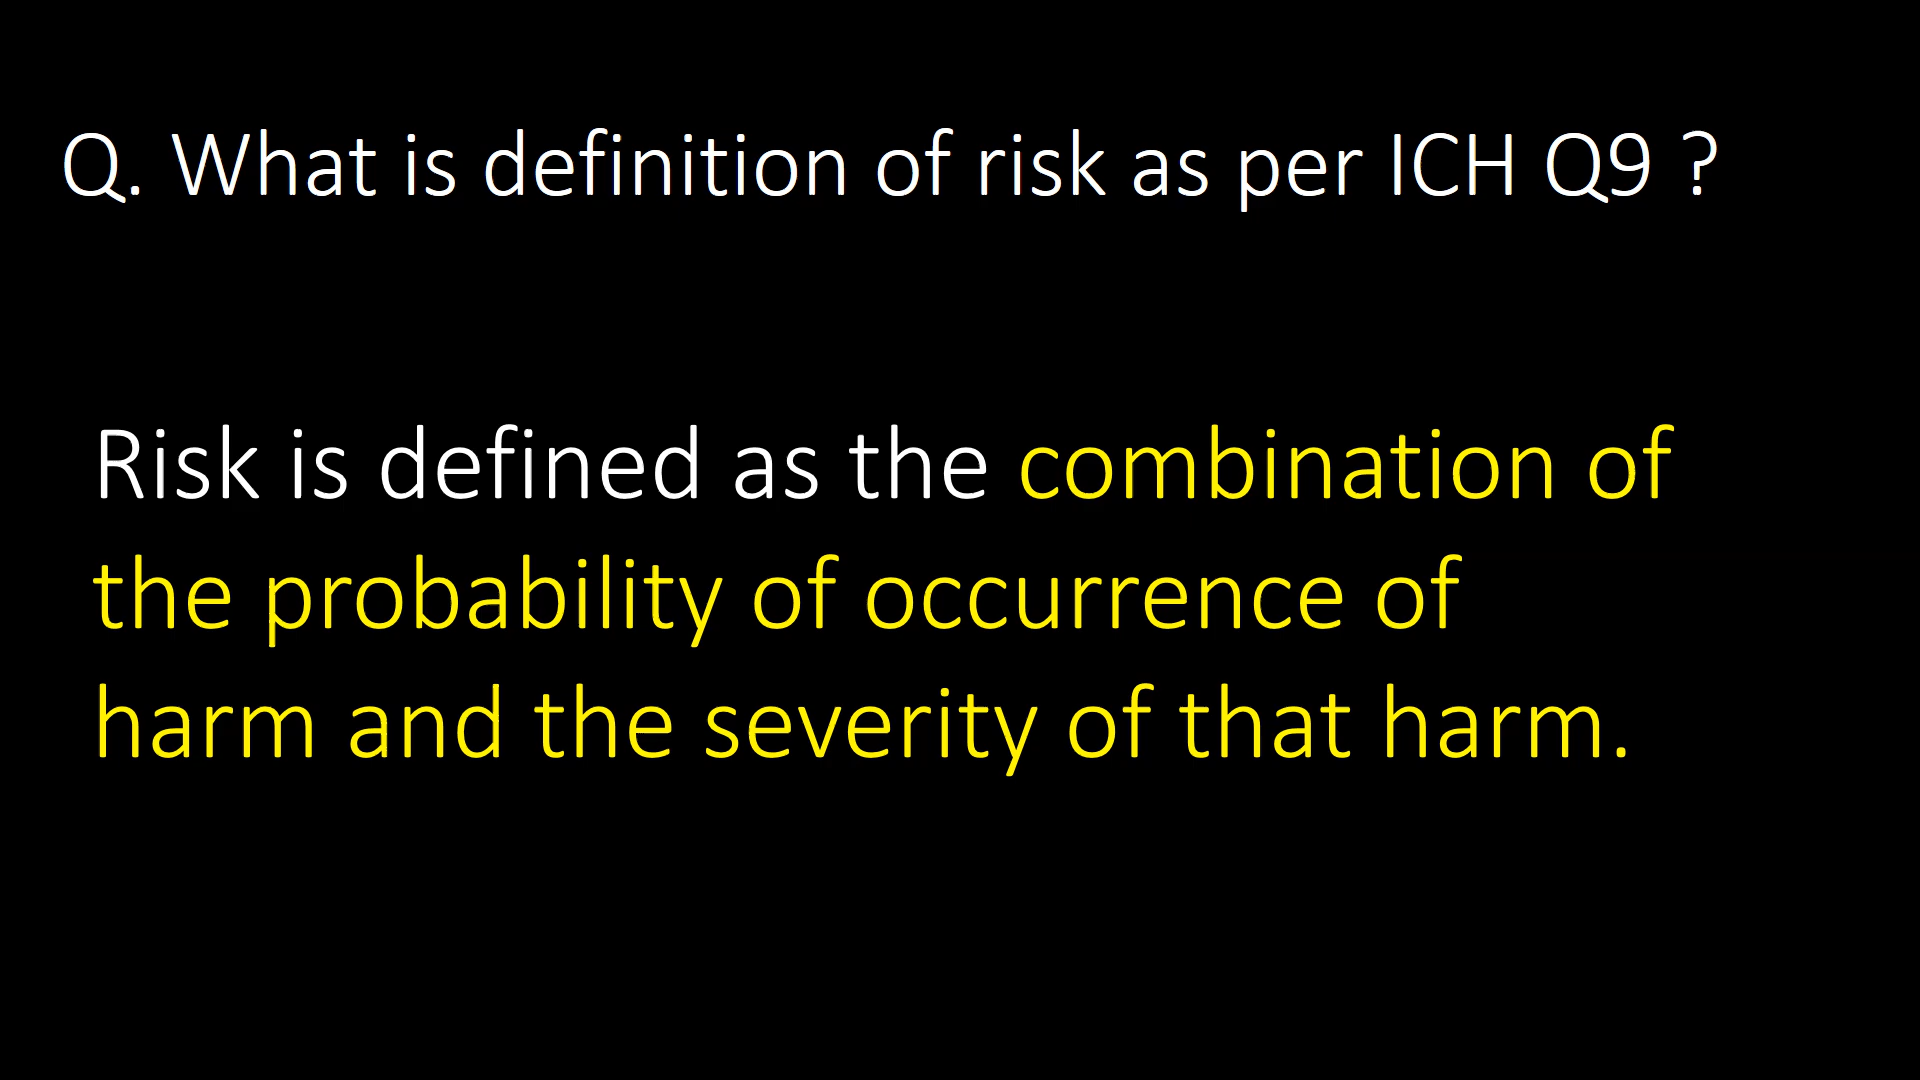 Q. What is definition of risk as per ICH Q9 ?
Risk is defined as the combination of
the probability of occurrence of
harm and the severity of that harm.